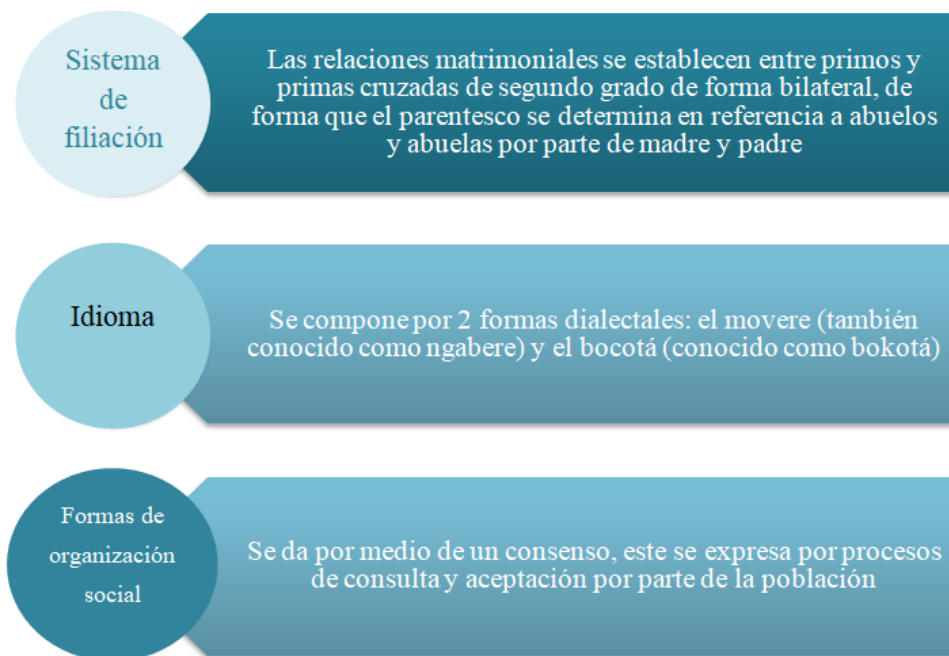 Sistema
de
filiación
Las relaciones matrimoniales se establecen entre primos y
primas cruzadas de segundo grado de forma bilateral, de
forma que el parentesco se determina en referencia a abuelos
y abuelas por parte de madre y padre
Idioma
Se compone por 2 formas dialectales: el movere (también
conocido como ngabere) y el bocotá (conocido como bokotá)
Formas de
organización
social
Se da por medio de un consenso, este se expresa por procesos
de consulta y aceptación por parte de la población